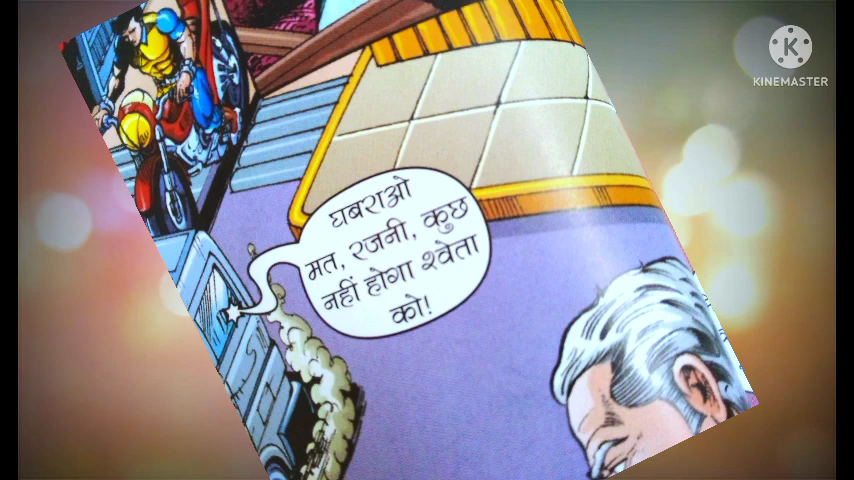 घबराओ
मत, रजनी, कुछ
नहीं होगा श्वेता
को!
KINEMASTER